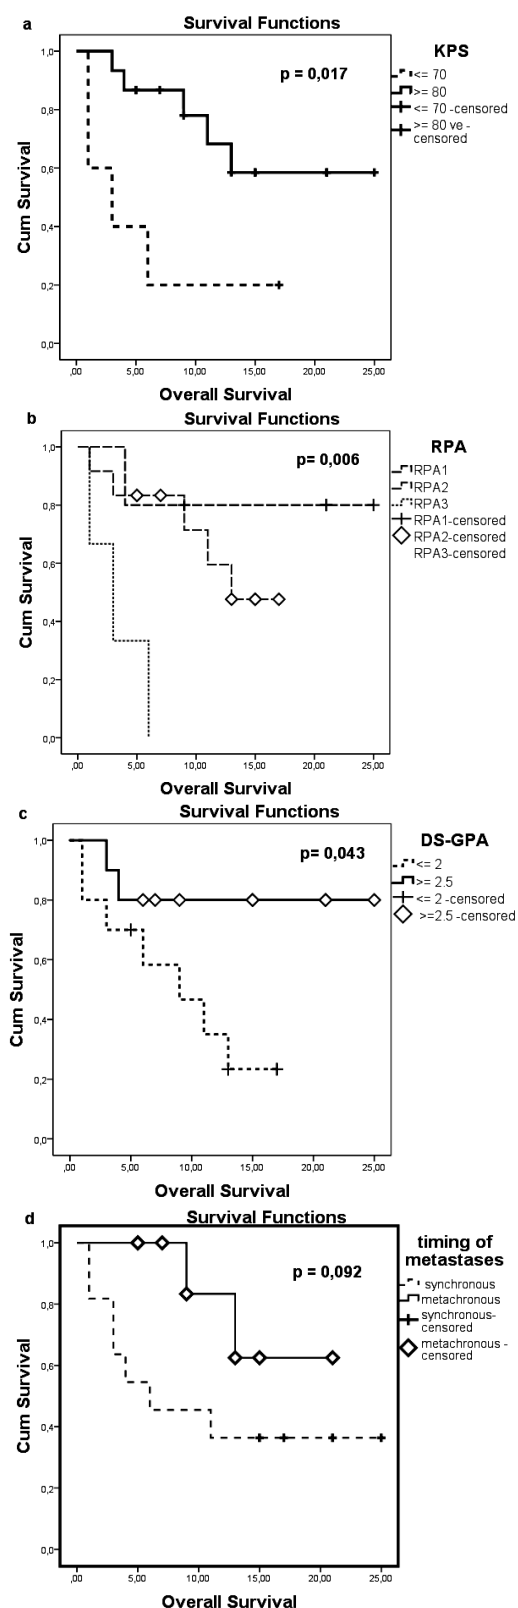 a
Survival Functions
KPS
p = 0,017
<= 70
>= 80
<= 70 -censored
>= 80 ve -
censored
Cum Survival
1,0
0,8
0,6
0,4
0,2
0,0
,00 5,00 10,00 15,00 20,00 25,00
Overall Survival
b
Survival Functions
RPA
p= 0,006
RPA1
RPA2
RPA3
RPA1-censored
RPA2-censored
RPA3-censored
Cum Survival
1,0
0,8
0,6
0,4
0,2
0,0
,00 5,00 10,00 15,00 20,00 25,00
Overall Survival
c
Survival Functions
DS-GPA
p= 0,043
<= 2
>= 2.5
<= 2 -censored
>=2.5 -censored
Cum Survival
1,0
0,8
0,6
0,4
0,2
0,0
,00 5,00 10,00 15,00 20,00 25,00
Overall Survival
d
Survival Functions
timing of
metastases
p = 0,092
synchronous
metachronous
synchronous-
censored
metachronous -
censored
Cum Survival
1,0
0,8
0,6
0,4
0,2
0,0
,00 5,00 10,00 15,00 20,00 25,00
Overall Survival